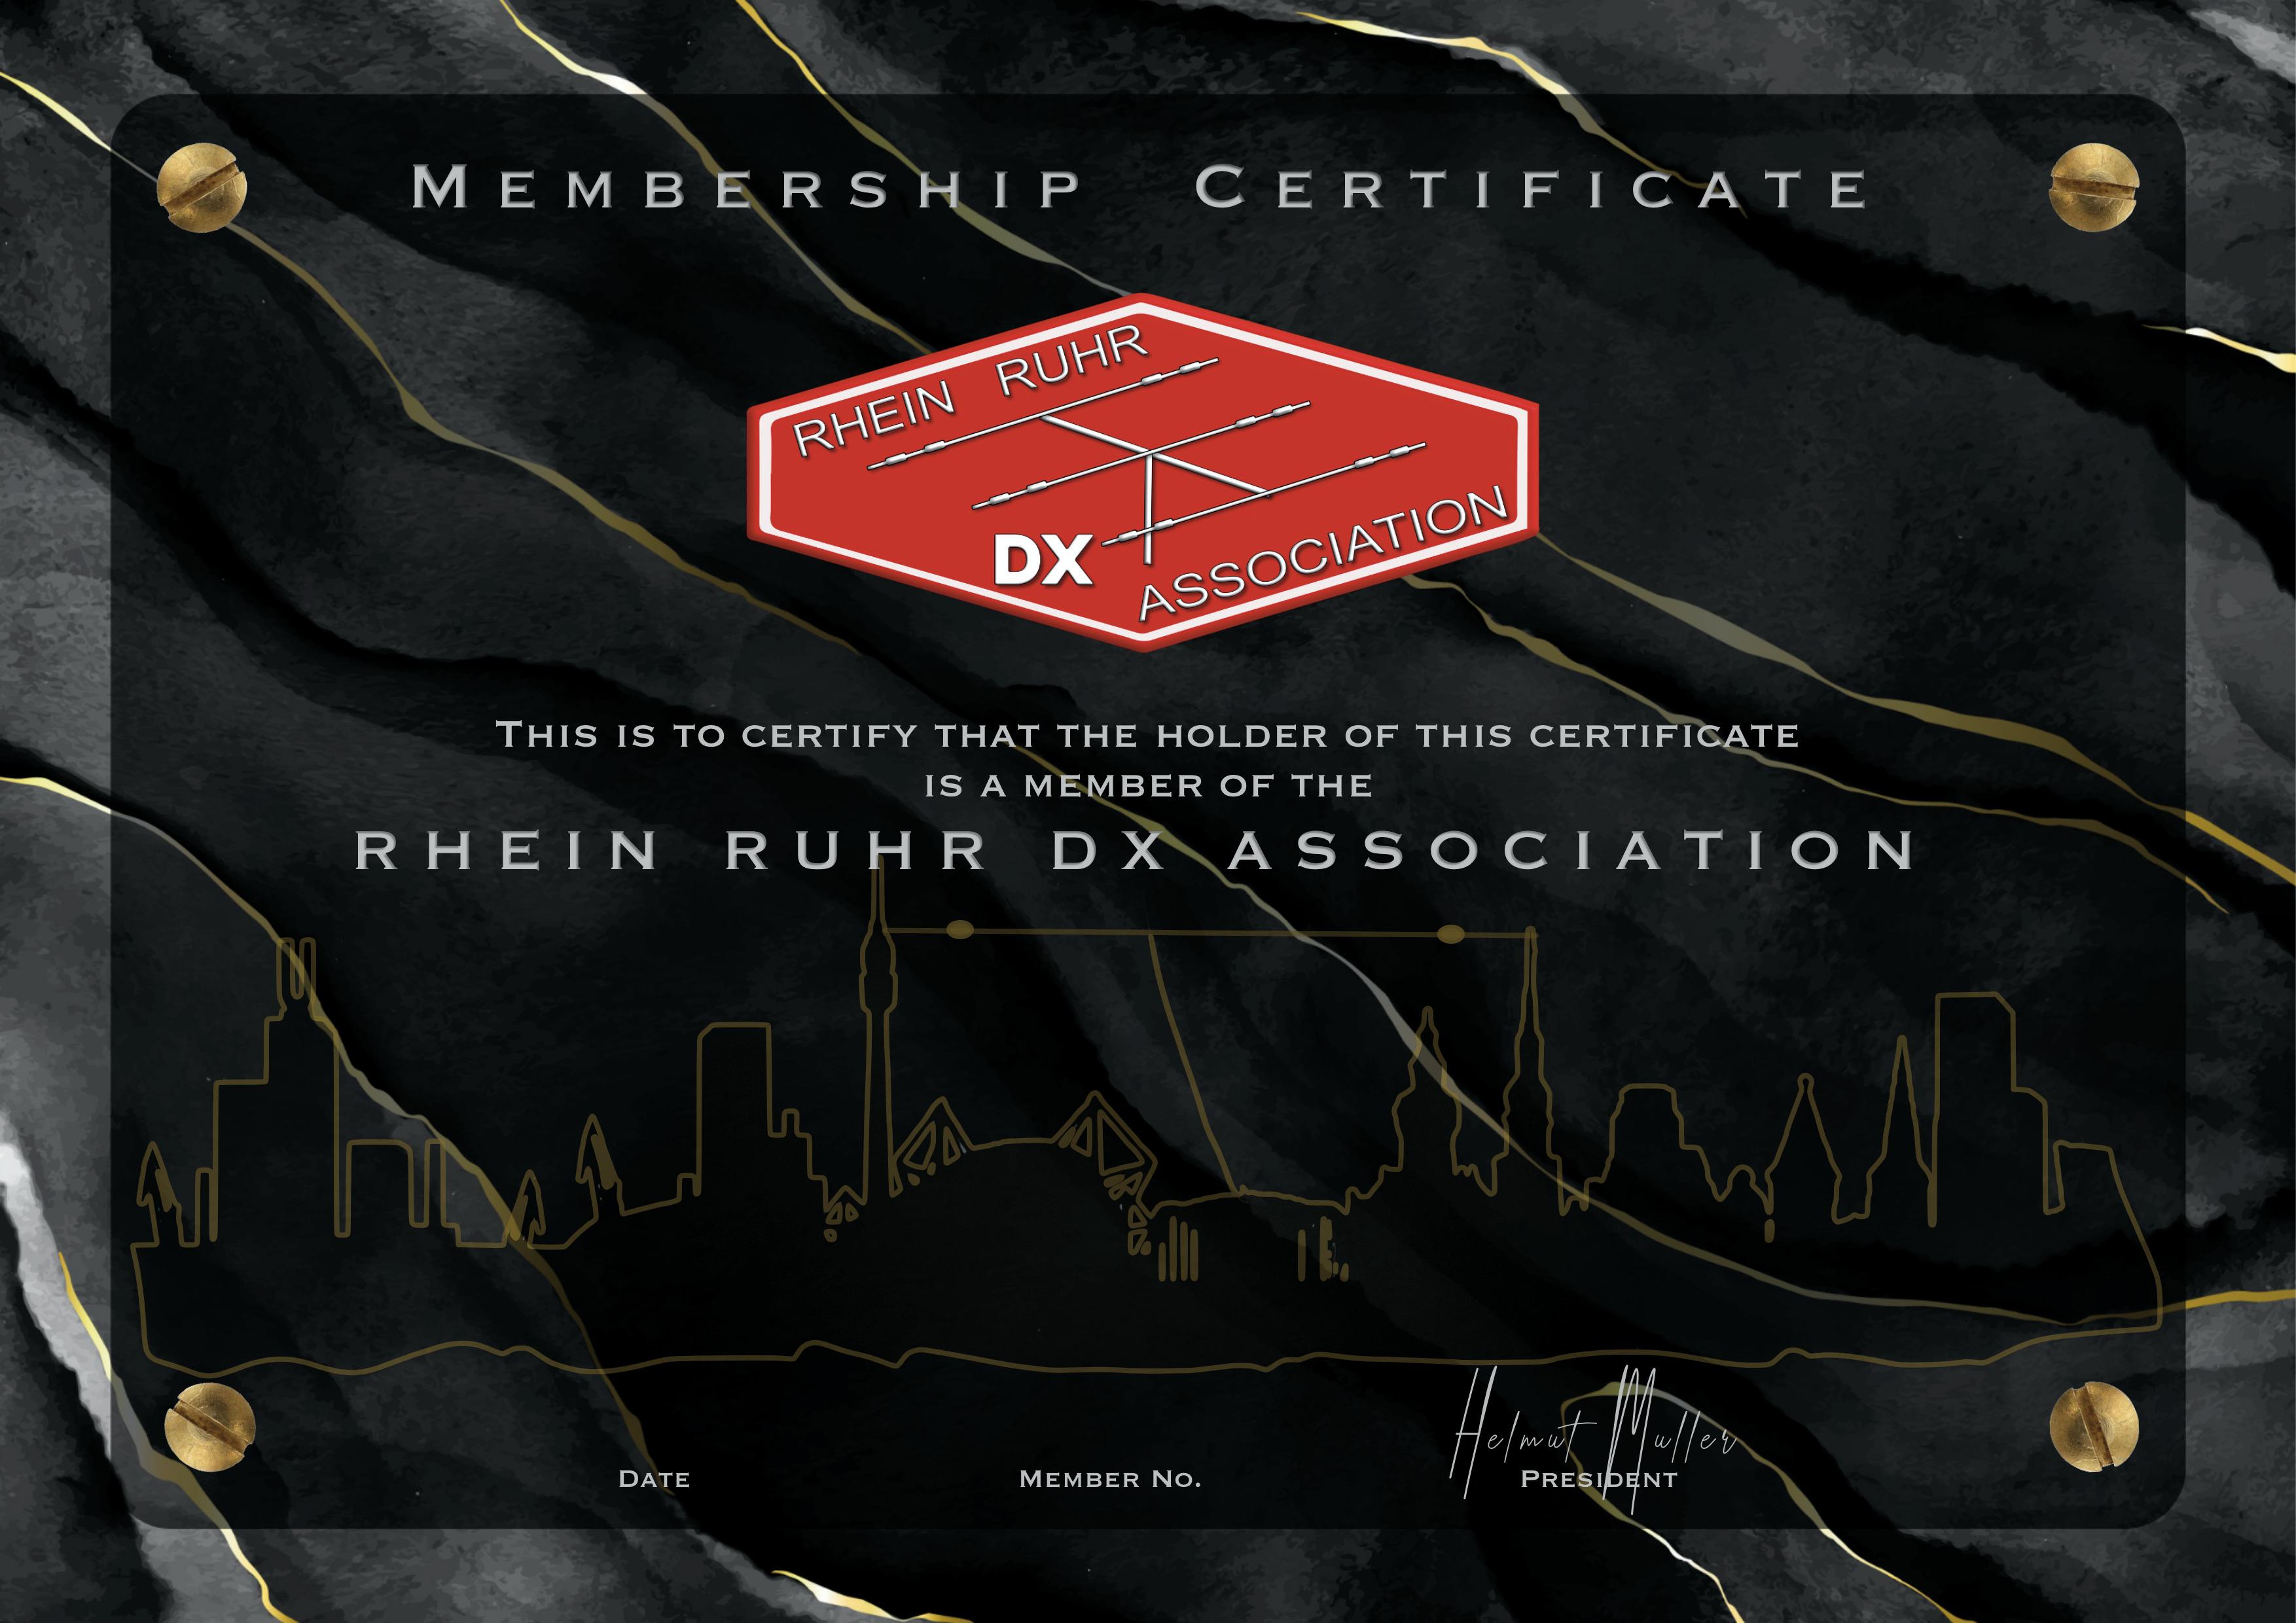 Membership Certificate
RHEIN RUHR
DX
ASSOCIATION
This is to certify that the holder of this certificate
is a member of the
RHEIN RUHR DX ASSOCIATION
Helmut Muller
Date
Member No.
President